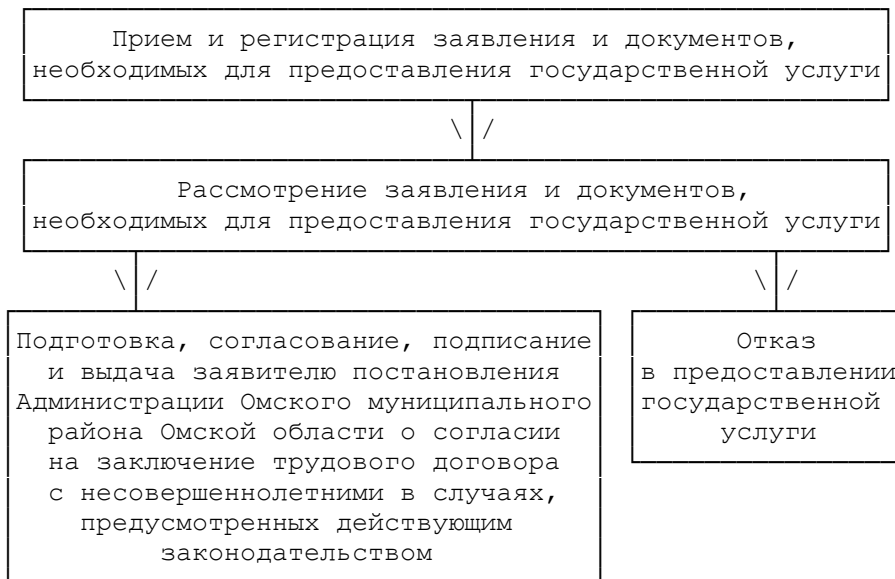 Прием и регистрация заявления и документов,
необходимых для предоставления государственной услуги
Рассмотрение заявления и документов,
необходимых для предоставления государственной услуги
Подготовка, согласование, подписание
и выдача заявителю постановления
Администрации Омского муниципального
района Омской области о согласии
на заключение трудового договора
с несовершеннолетними в случаях,
предусмотренных действующим
законодательством
Отказ
в предоставлении
государственной
услуги